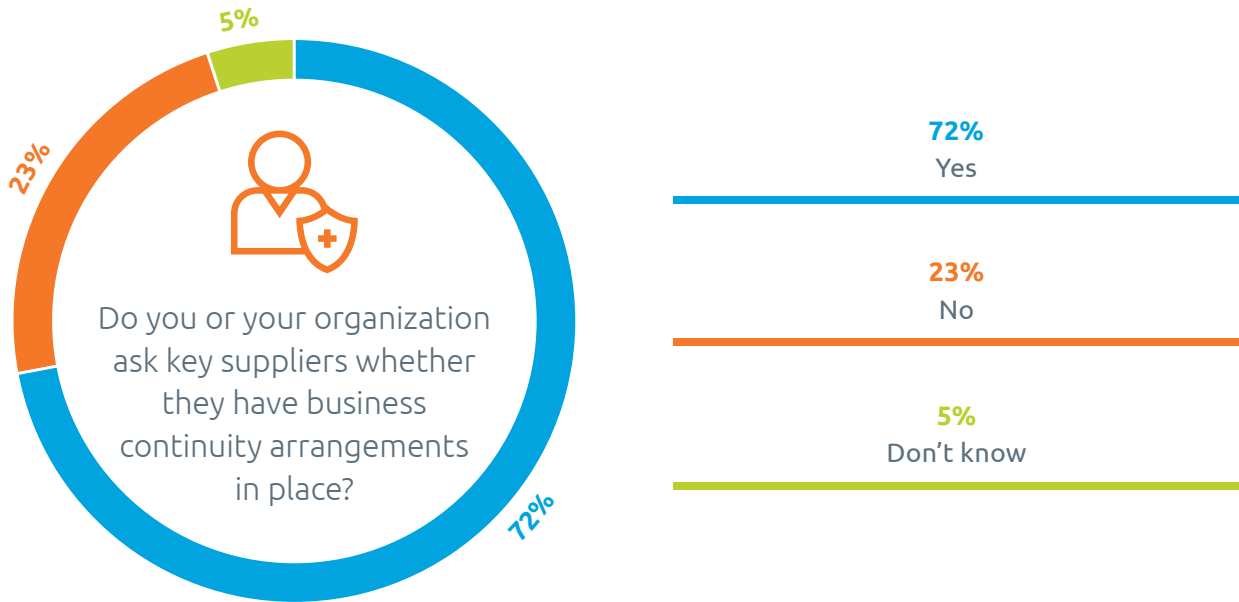 5%
23%
Do you or your organization
ask key suppliers whether
they have business
continuity arrangements
in place?
72%
72%
Yes
23%
No
5%
Don’t know